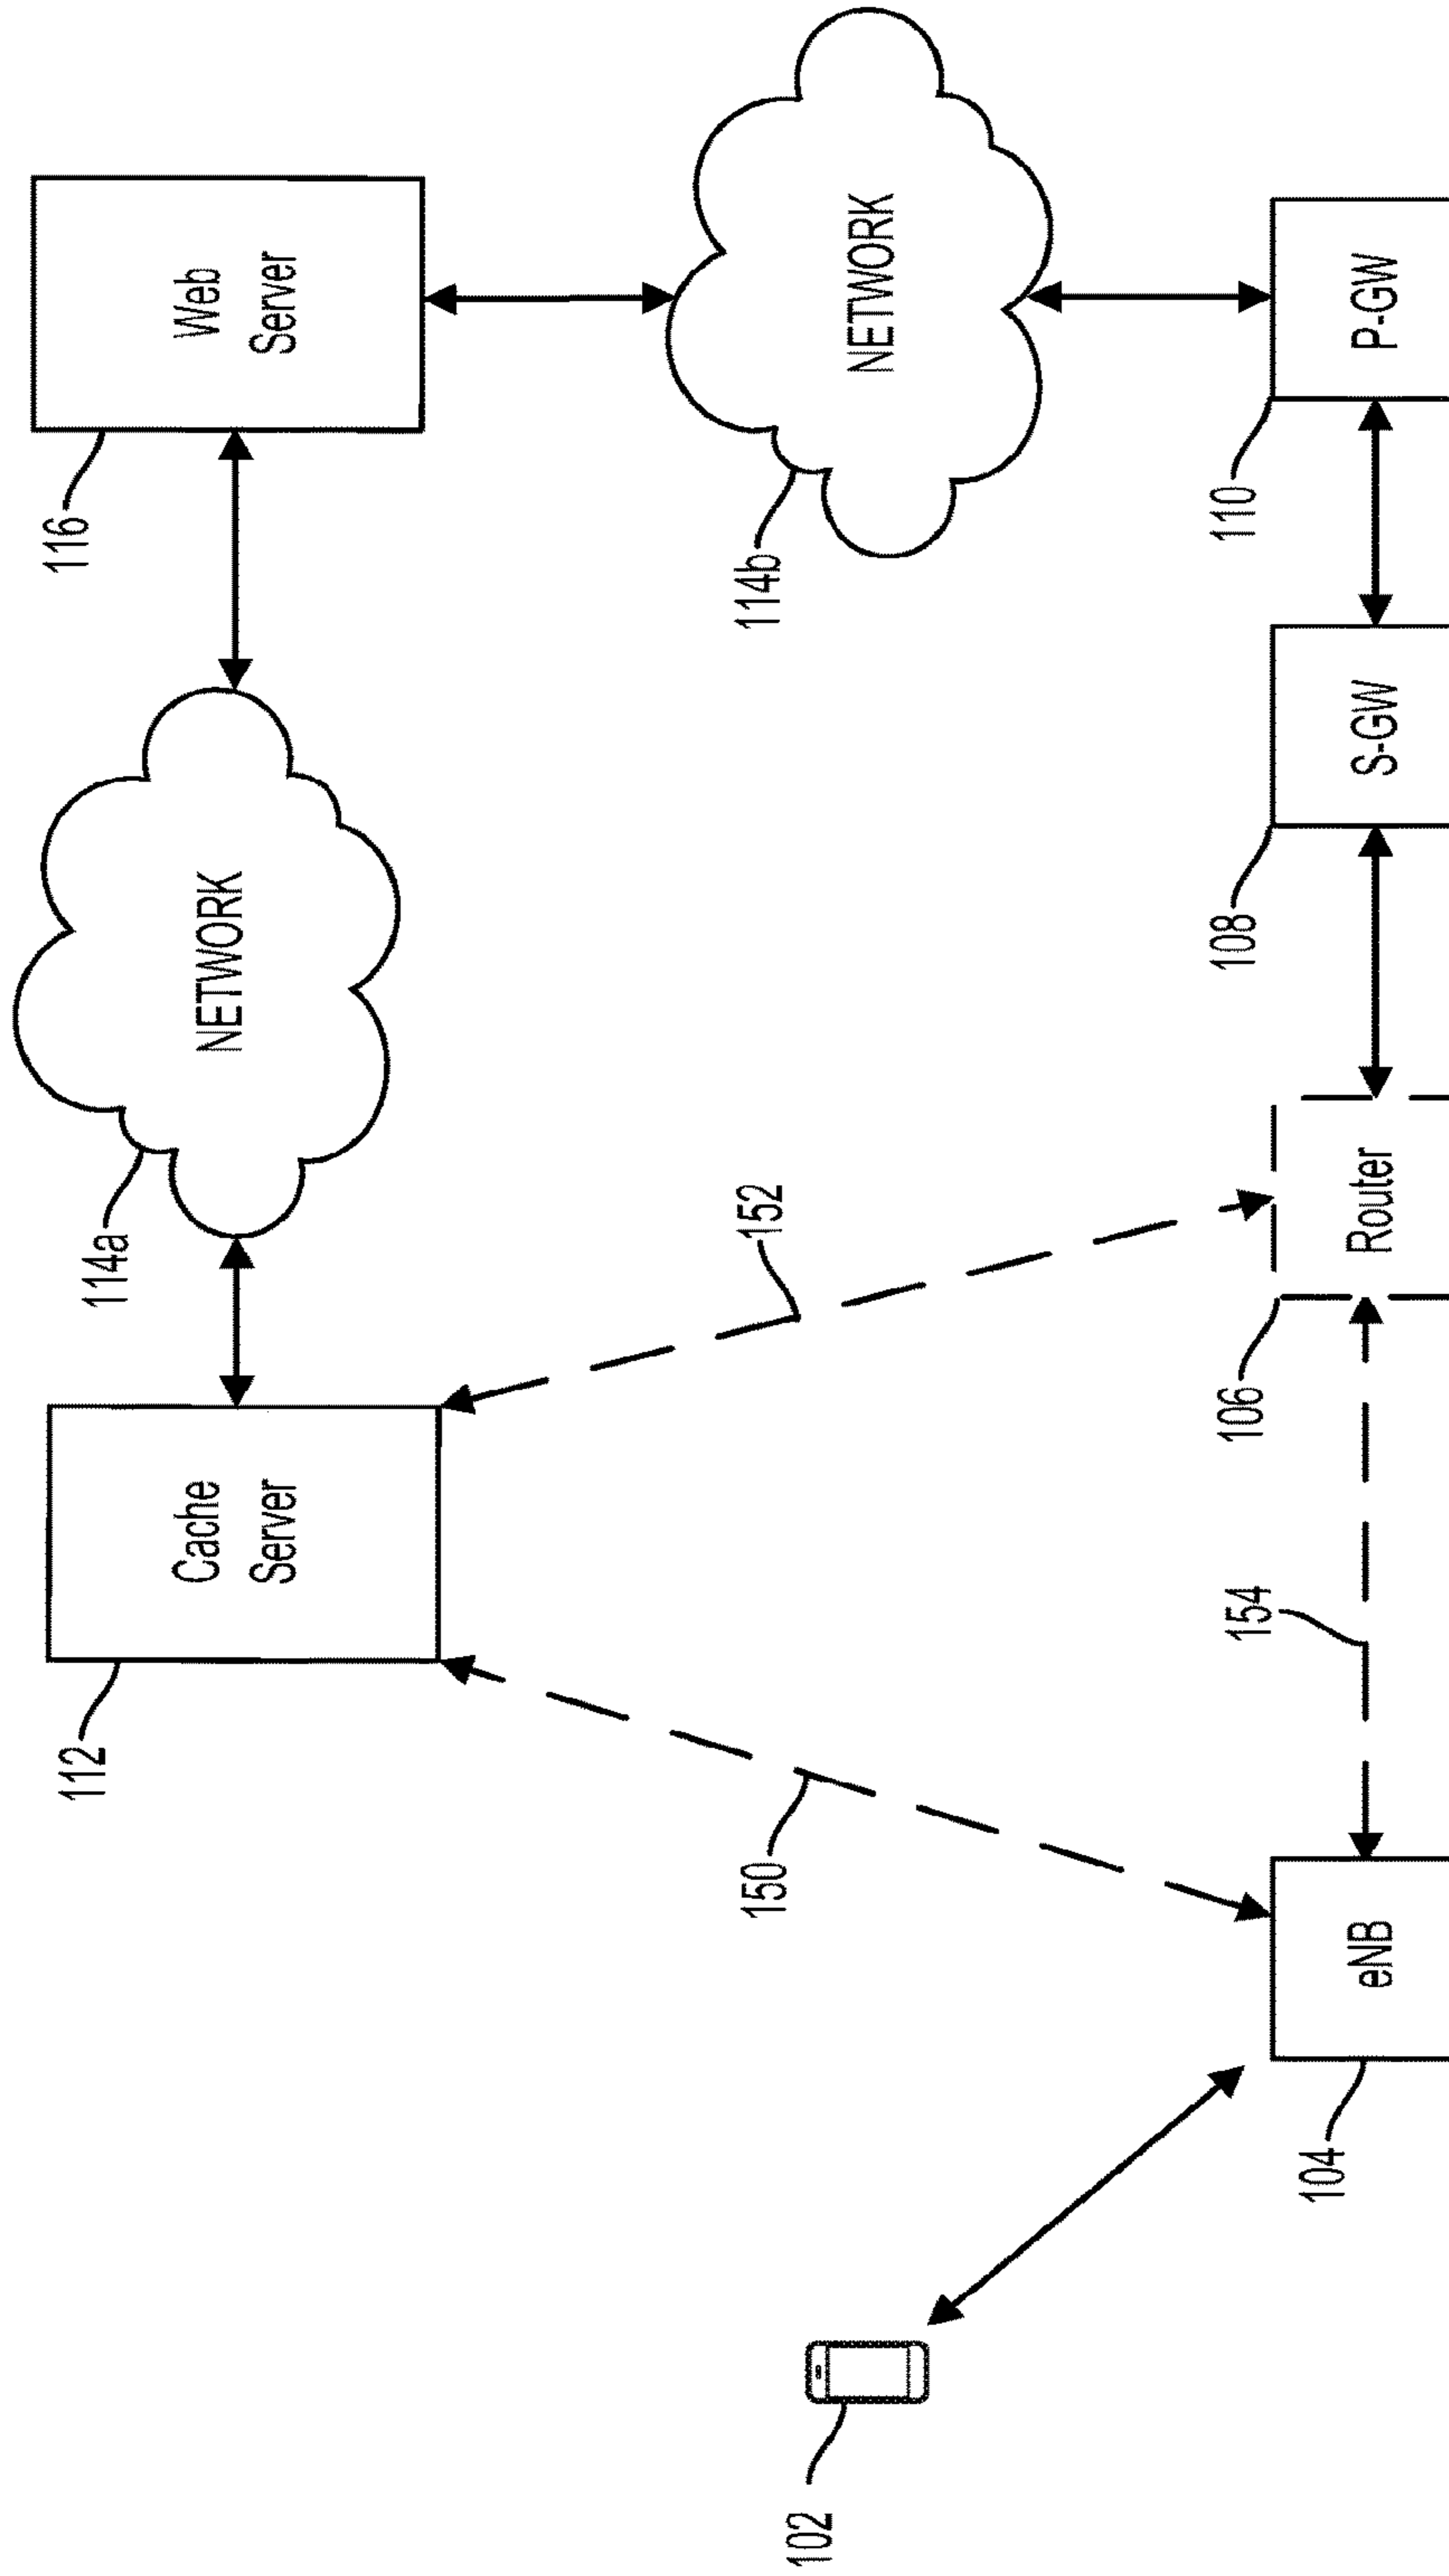 112
Cache
Server
114a
NETWORK
116
Web
Server
102
150
152
114b
NETWORK
104
eNB
154
106
Router
108
S-GW
110
P-GW